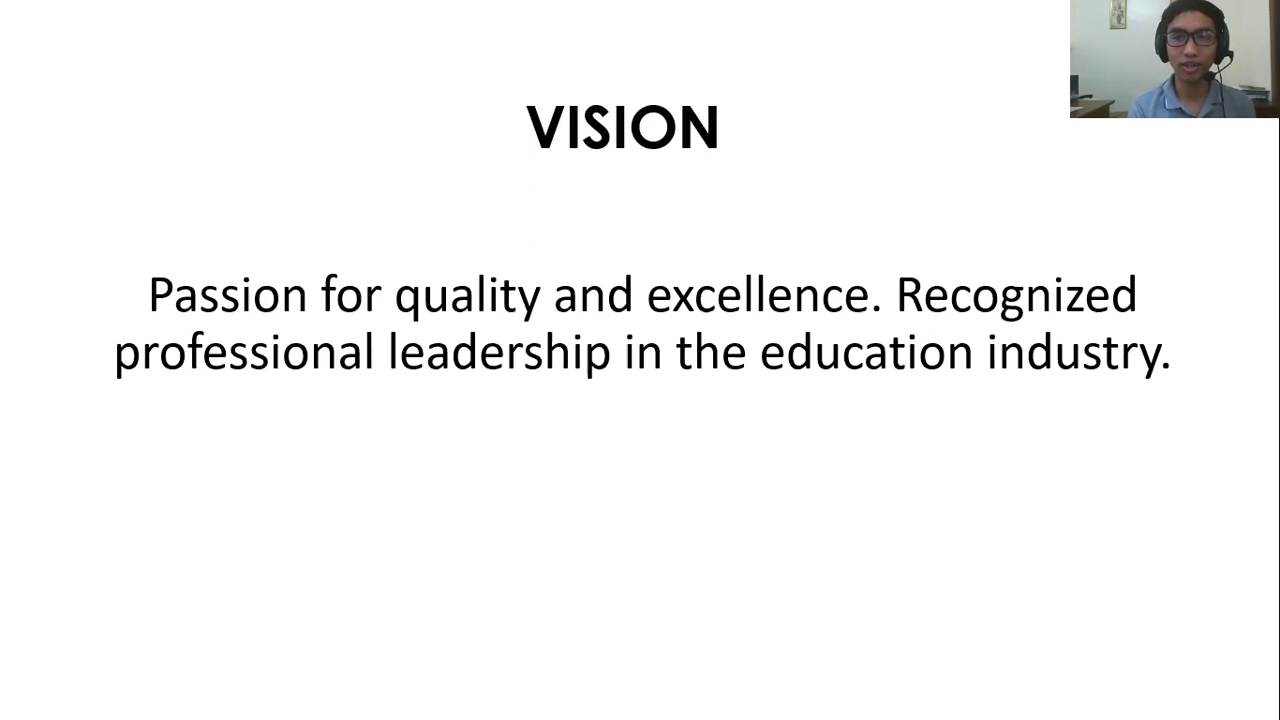 VISION
Passion for quality and excellence. Recognized
professional leadership in the education industry.